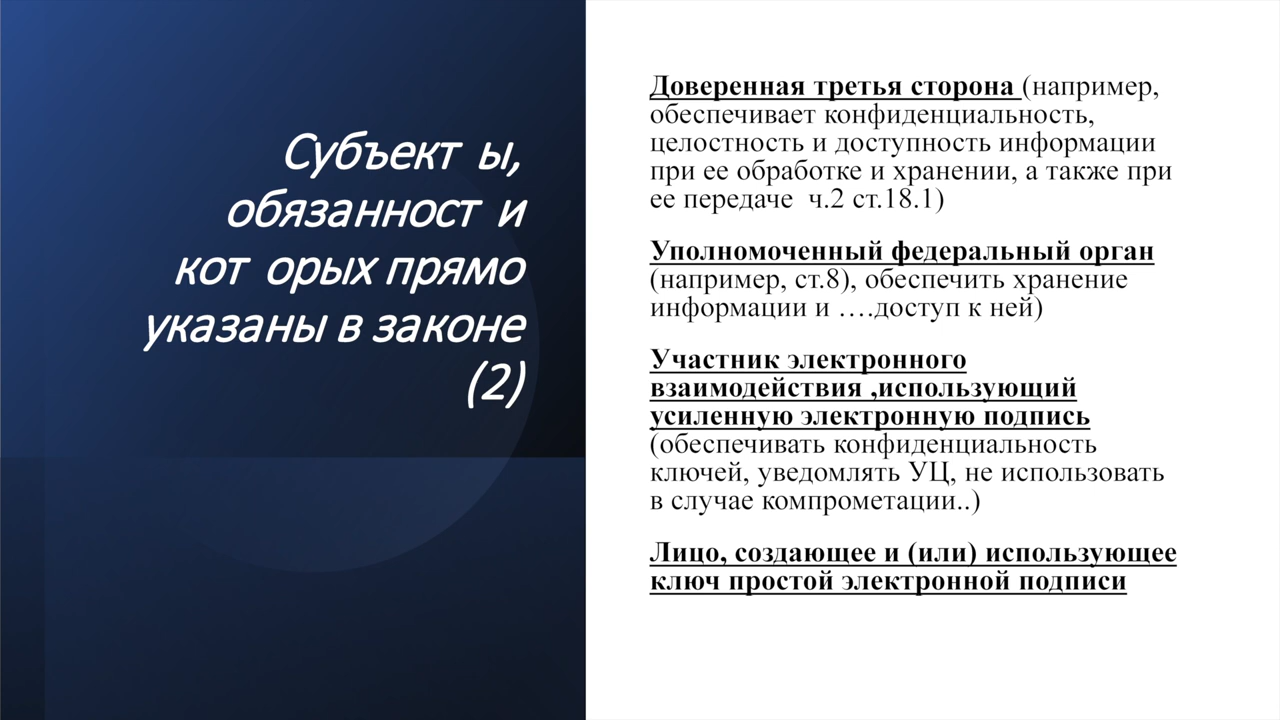 Субъект ы,
обязанност и
кот орых прямо
указаны в законе
(2)
Доверенная третья сторона (например,
обеспечивает конфиденциальность,
целостность и доступность информации
при ее обработке и хранении, а также при
ее передаче  ч.2 ст.18.1)
Уполномоченный федеральный орган
(например, ст.8), обеспечить хранение
информации и ….доступ к ней)
Участник электронного
взаимодействия ,использующий
усиленную электронную подпись
(обеспечивать конфиденциальность
ключей, уведомлять УЦ, не использовать
в случае компрометации..)
Лицо, создающее и (или) использующее
ключ простой электронной подписи